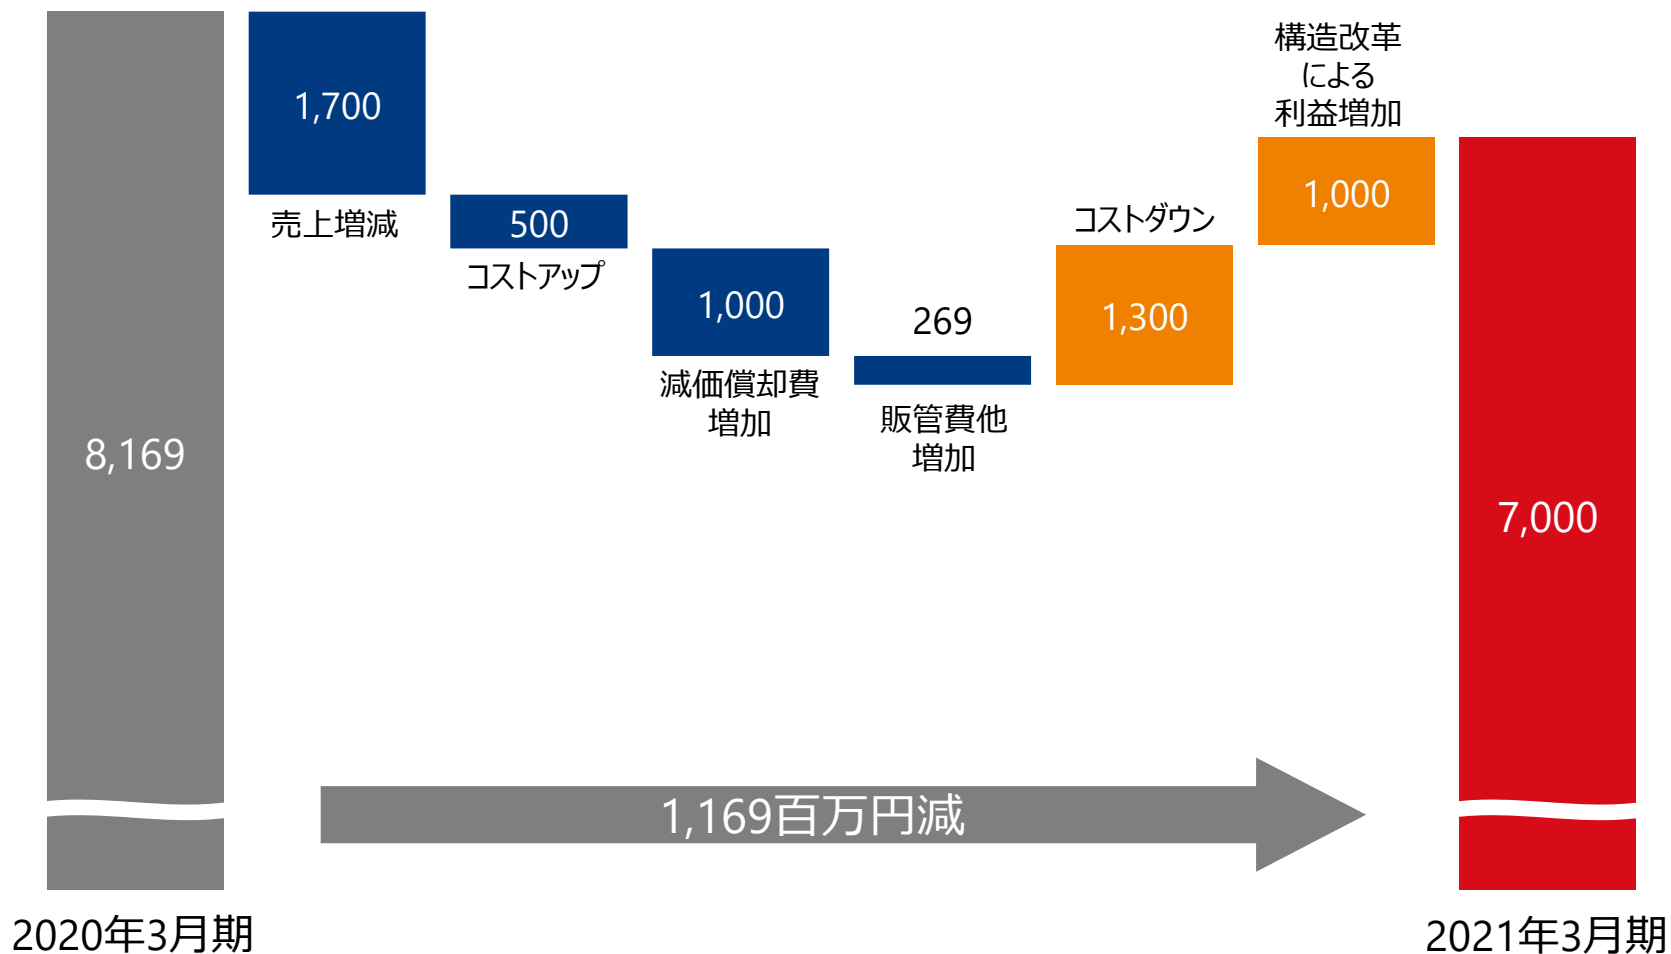 8,169
2020年3月期
1,700
売上増減
500
コストアップ
1,000
減価償却費
増加
269
販管費他
増加
コストダウン
1,300
構造改革
による
利益増加
1,000
7,000
2021年3月期
1,169百万円減